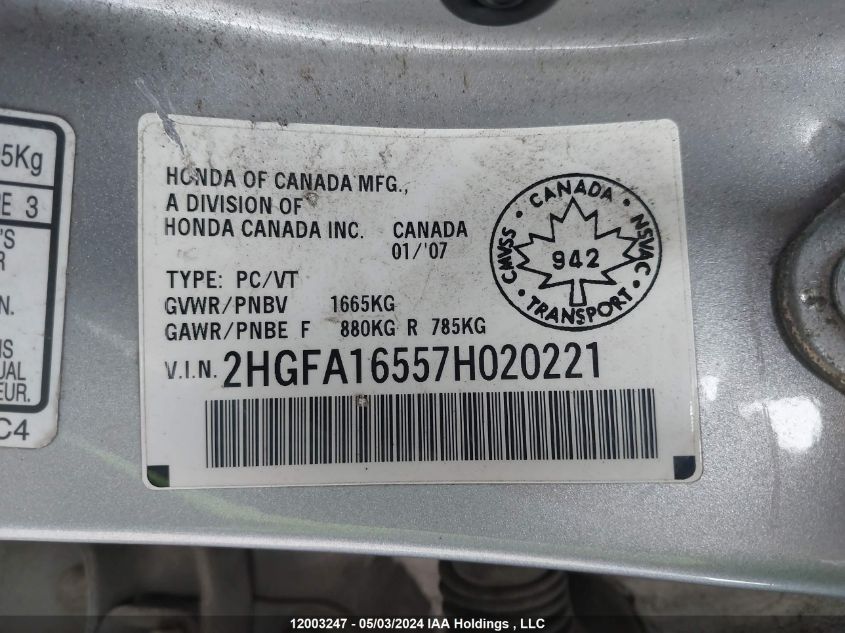 5Kg
E 3
'S
R
N.
NS
UAL
EUR.
C4
HONDA OF CANADA MFG.,
A DIVISION OF
HONDA CANADA INC. CANADA
01/'07
TYPE: PC/VT
GVWR/PNBV 1665KG
GAWR/PNBE F 880KG R 785KG
V.I.N. 2HGFA16557H020221
CMVSS • CANADA • NSVAC • TRANSPORT •
942
12003247 - 05/03/2024 IAA Holdings, LLC